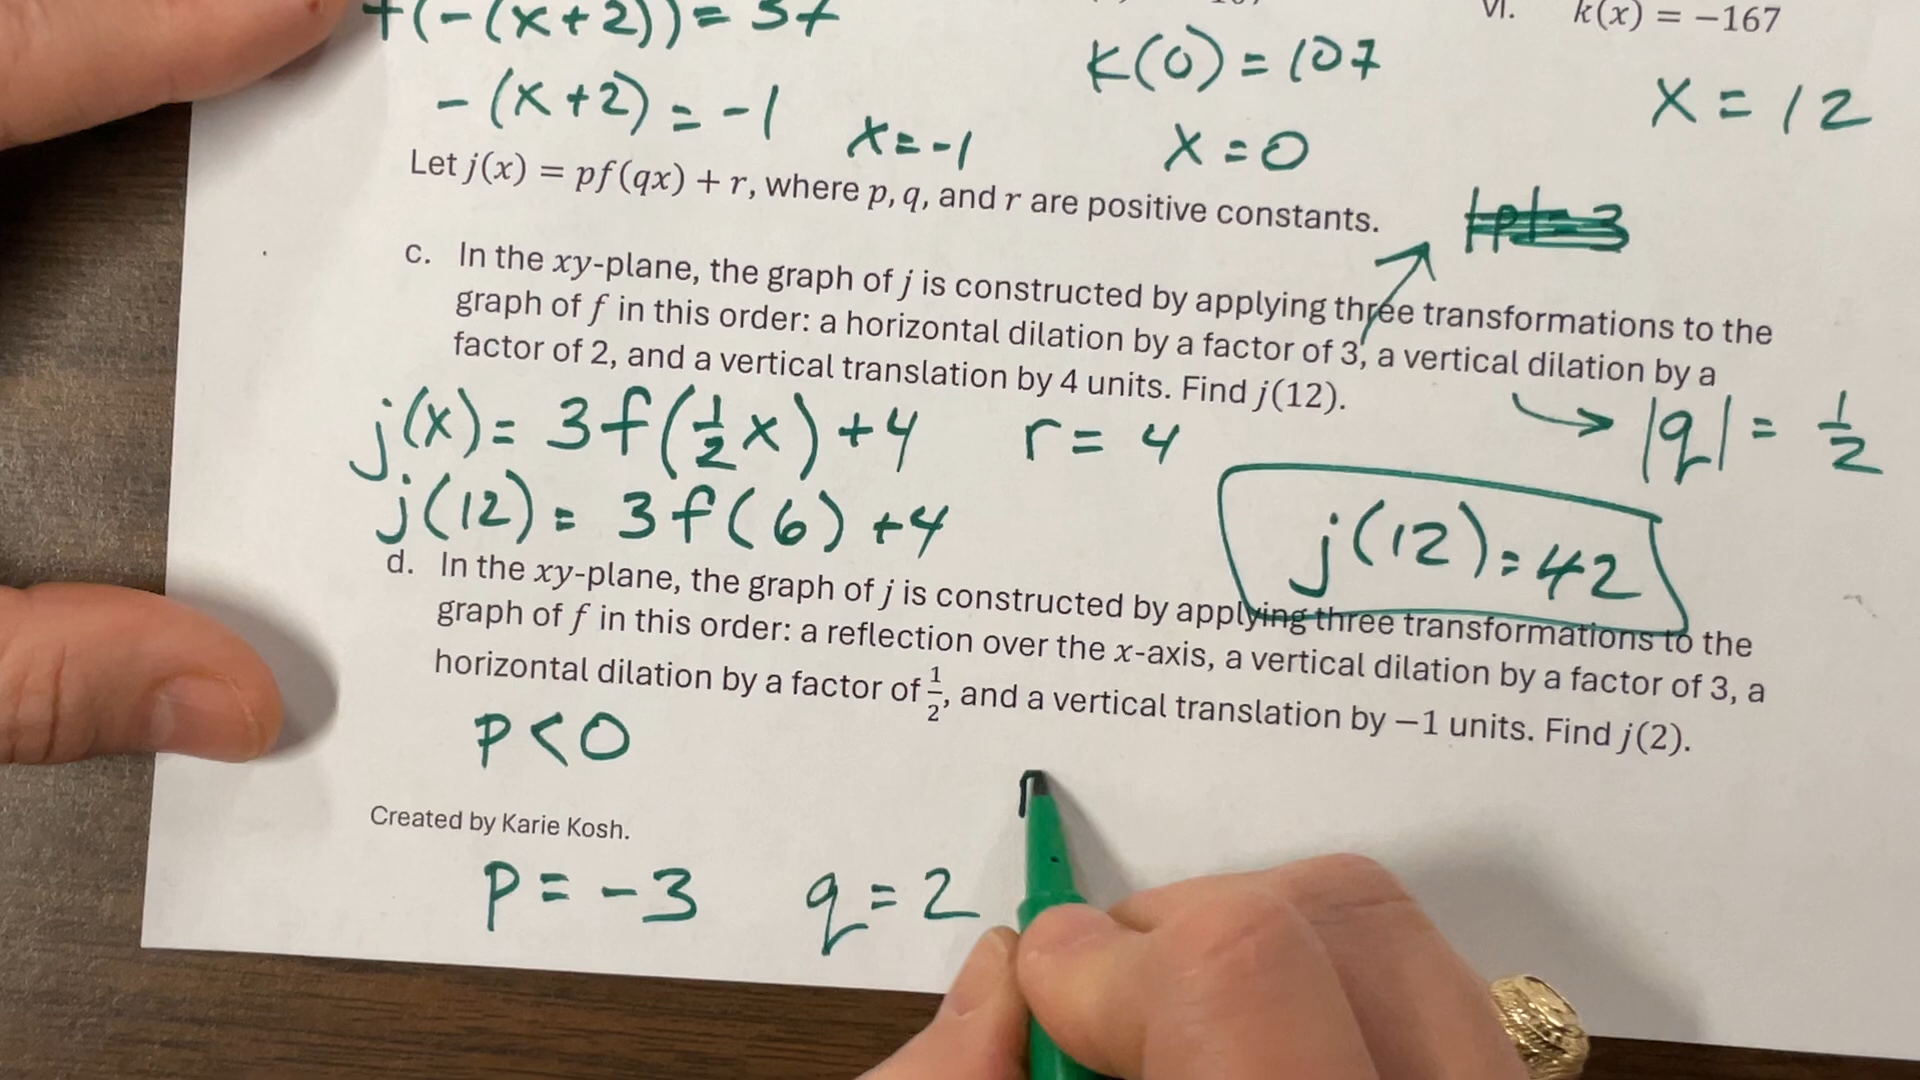 f(-(x+2)) = 37
VI. k(x) = −167
-(x+2) = -1 x=-1
k(0) = 107
x = 0
x = 12
Let j(x) = pf(qx) + r, where p, q, and r are positive constants.
c. In the xy-plane, the graph of j is constructed by applying three transformations to the
graph of f in this order: a horizontal dilation by a factor of 3, a vertical dilation by a
factor of 2, and a vertical translation by 4 units. Find j(12).
|q| = 1/2
j(x) = 3f(1/2 x) + 4 r = 4
j(12) = 3f(6) + 4
j(12) = 42
d. In the xy-plane, the graph of j is constructed by applying three transformations to the
graph of f in this order: a reflection over the x-axis, a vertical dilation by a factor of 3, a
horizontal dilation by a factor of 1/2, and a vertical translation by −1 units. Find j(2).
p < 0
Created by Karie Kosh.
p = -3 q = 2